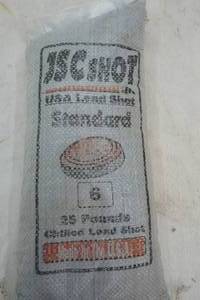 JSC SHOT
USA Lead Shot
Standard
6
25 Pounds
Chilled Lead Shot